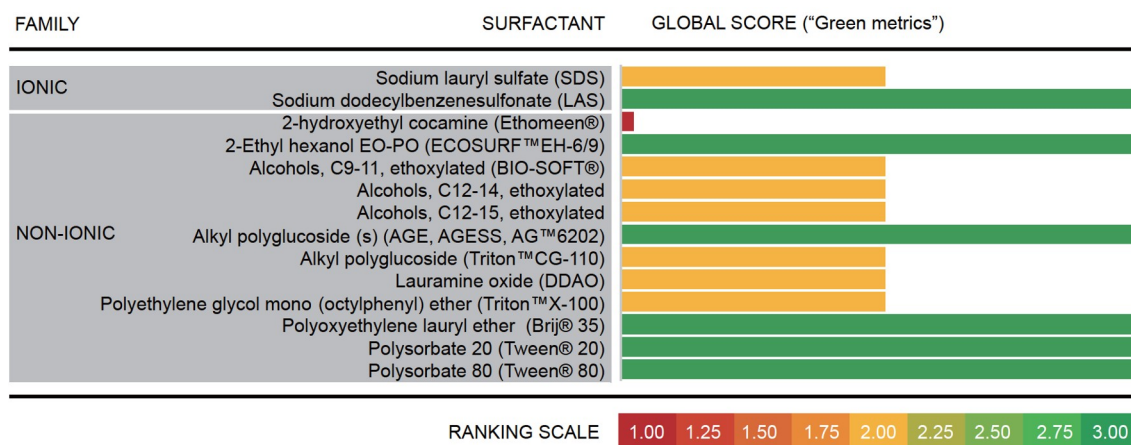 FAMILY SURFACTANT GLOBAL SCORE (“Green metrics”)
IONIC
Sodium lauryl sulfate (SDS)
Sodium dodecylbenzenesulfonate (LAS)
2-hydroxyethyl cocamine (Ethomeen®)
2-Ethyl hexanol EO-PO (ECOSURF™EH-6/9)
Alcohols, C9-11, ethoxylated (BIO-SOFT®)
Alcohols, C12-14, ethoxylated
Alcohols, C12-15, ethoxylated
NON-IONIC
Alkyl polyglucoside (s) (AGE, AGESS, AG™6202)
Alkyl polyglucoside (Triton™CG-110)
Lauramine oxide (DDAO)
Polyethylene glycol mono (octylphenyl) ether (Triton™X-100)
Polyoxyethylene lauryl ether (Brij® 35)
Polysorbate 20 (Tween® 20)
Polysorbate 80 (Tween® 80)
RANKING SCALE 1.00 1.25 1.50 1.75 2.00 2.25 2.50 2.75 3.00